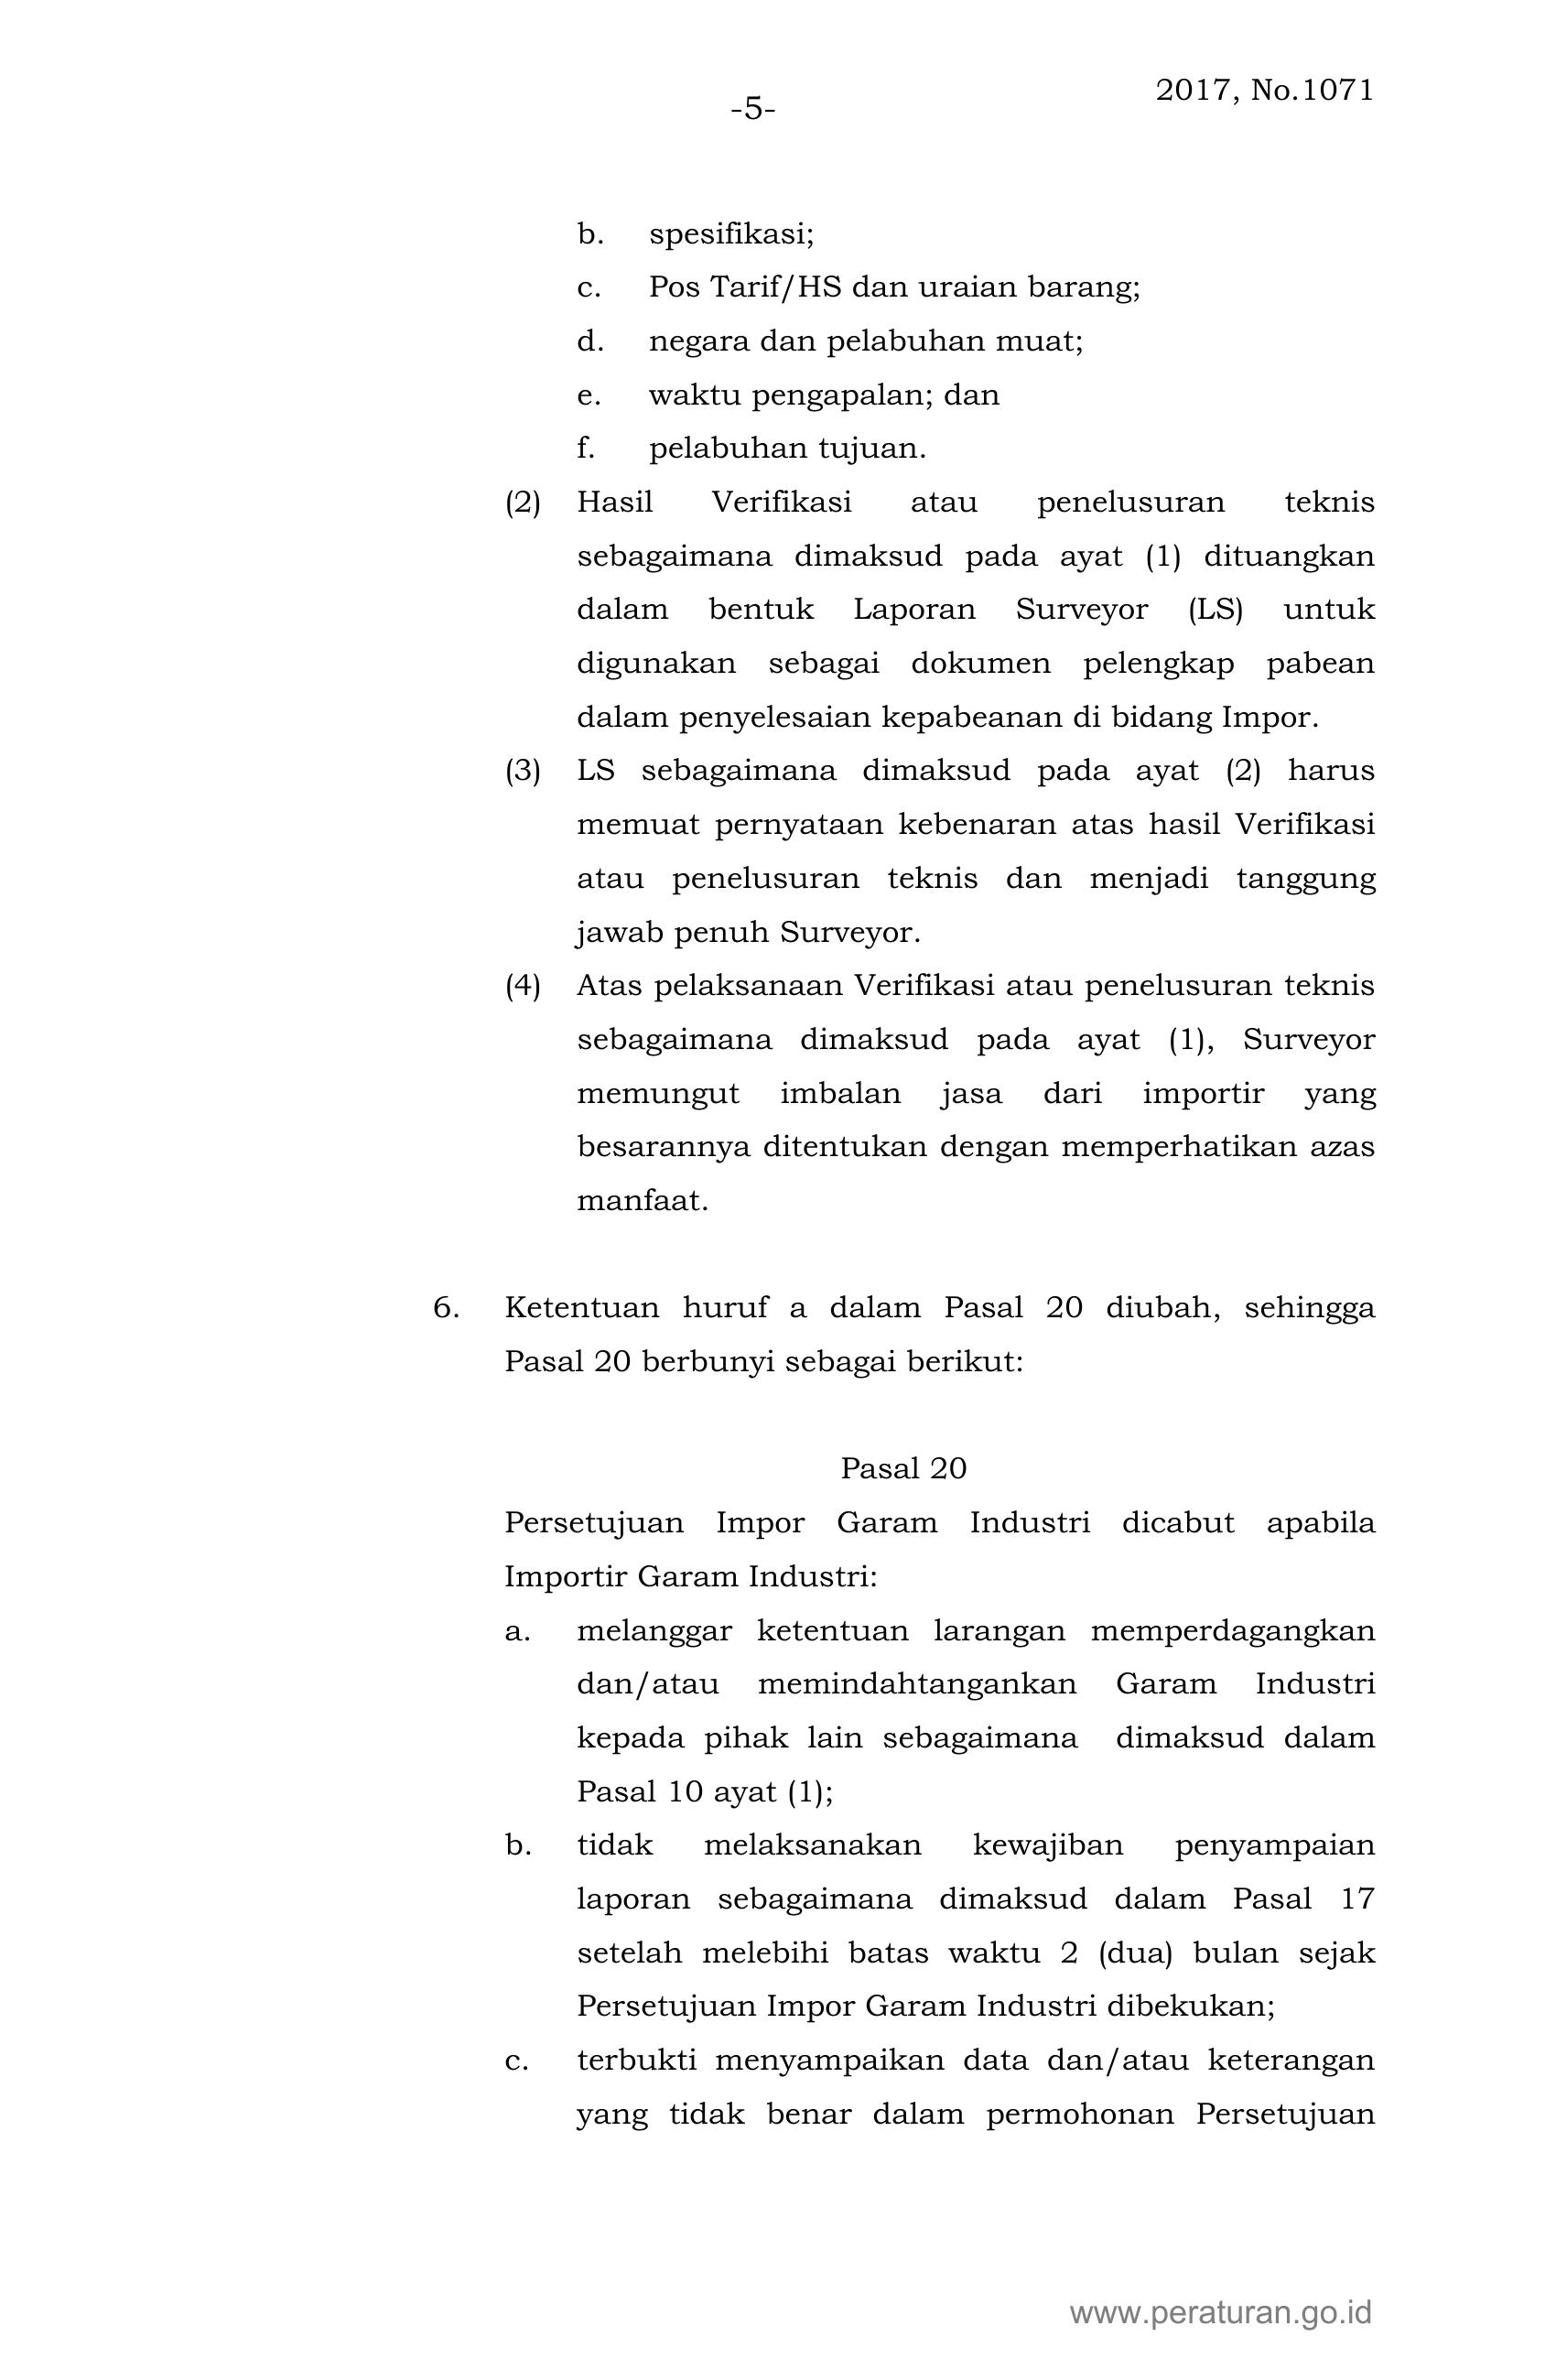 2017, No.1071
-5-
b. spesifikasi;
c. Pos Tarif/HS dan uraian barang;
d. negara dan pelabuhan muat;
e. waktu pengapalan; dan
f. pelabuhan tujuan.
(2) Hasil Verifikasi atau penelusuran teknis
sebagaimana dimaksud pada ayat (1) dituangkan
dalam bentuk Laporan Surveyor (LS) untuk
digunakan sebagai dokumen pelengkap pabean
dalam penyelesaian kepabeanan di bidang Impor.
(3) LS sebagaimana dimaksud pada ayat (2) harus
memuat pernyataan kebenaran atas hasil Verifikasi
atau penelusuran teknis dan menjadi tanggung
jawab penuh Surveyor.
(4) Atas pelaksanaan Verifikasi atau penelusuran teknis
sebagaimana dimaksud pada ayat (1), Surveyor
memungut imbalan jasa dari importir yang
besarannya ditentukan dengan memperhatikan azas
manfaat.
6. Ketentuan huruf a dalam Pasal 20 diubah, sehingga
Pasal 20 berbunyi sebagai berikut:
Pasal 20
Persetujuan Impor Garam Industri dicabut apabila
Importir Garam Industri:
a. melanggar ketentuan larangan memperdagangkan
dan/atau memindahtangankan Garam Industri
kepada pihak lain sebagaimana dimaksud dalam
Pasal 10 ayat (1);
b. tidak melaksanakan kewajiban penyampaian
laporan sebagaimana dimaksud dalam Pasal 17
setelah melebihi batas waktu 2 (dua) bulan sejak
Persetujuan Impor Garam Industri dibekukan;
c. terbukti menyampaikan data dan/atau keterangan
yang tidak benar dalam permohonan Persetujuan
www.peraturan.go.id